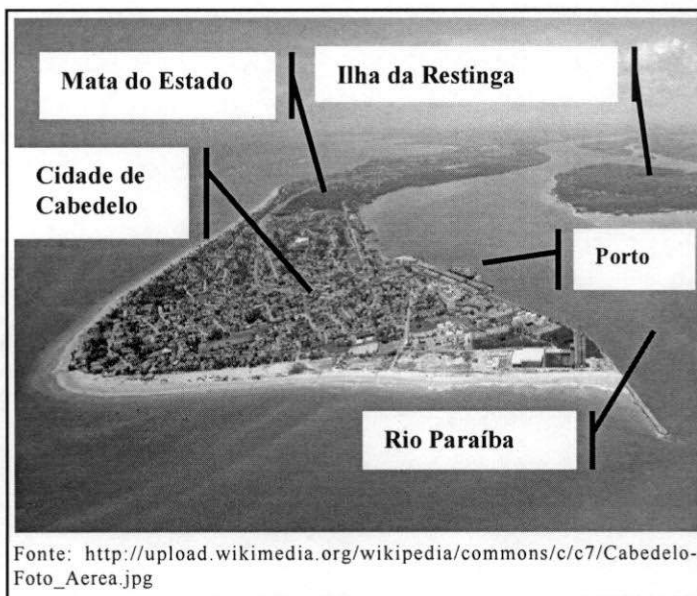 Mata do Estado
Ilha da Restinga
Cidade de
Cabedelo
Porto
Rio Paraíba
Fonte: http://upload.wikimedia.org/wikipedia/commons/c/c7/Cabedelo-
Foto_Aerea.jpg